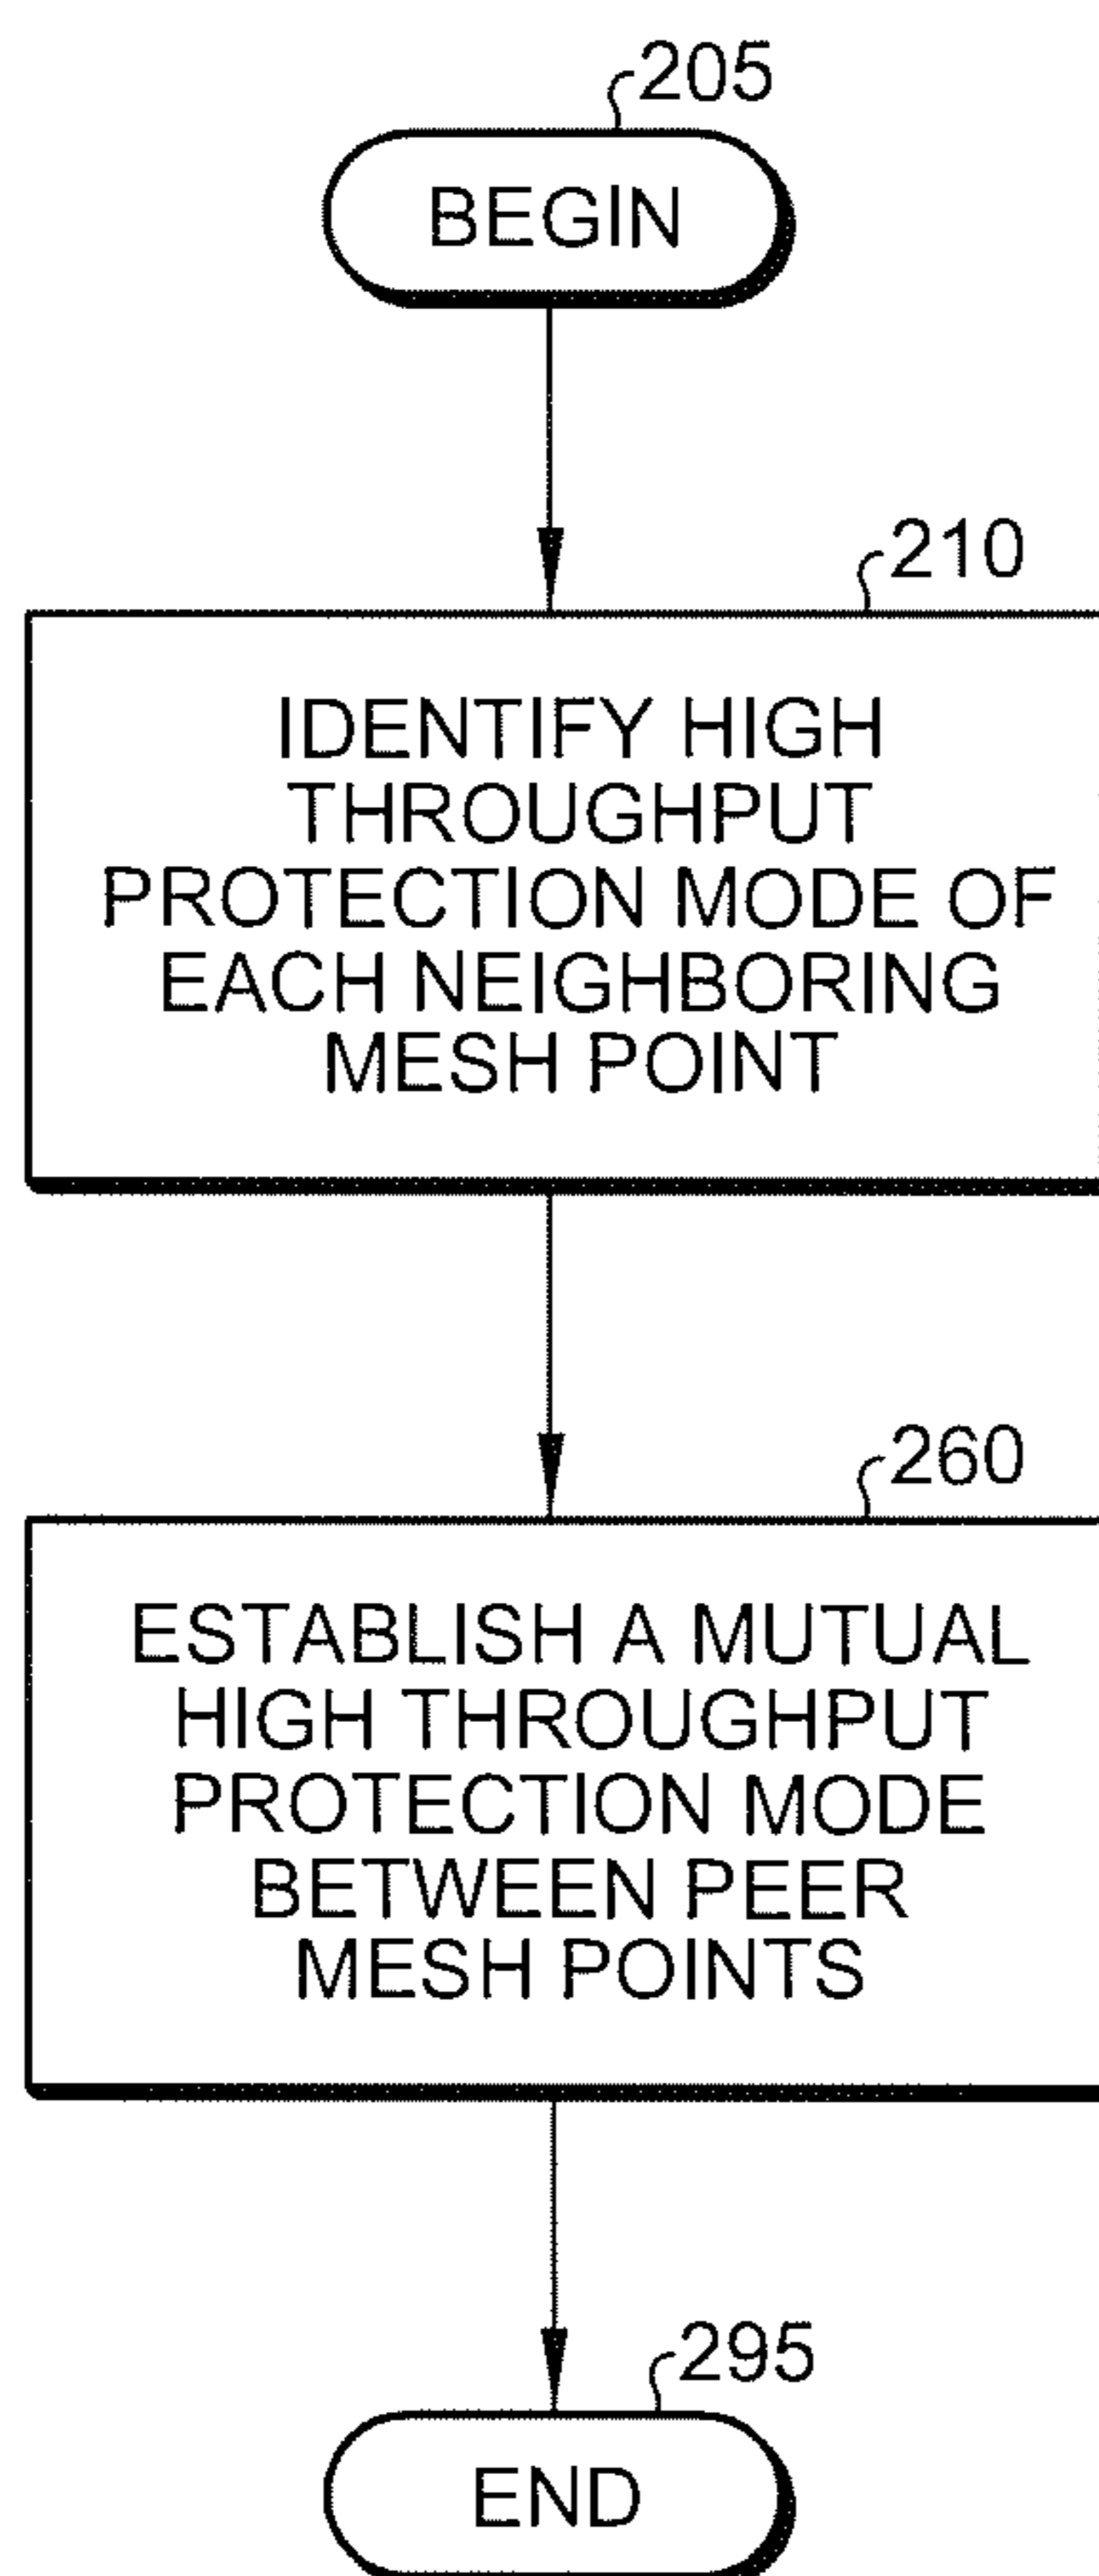 205
BEGIN
210
IDENTIFY HIGH
THROUGHPUT
PROTECTION MODE OF
EACH NEIGHBORING
MESH POINT
260
ESTABLISH A MUTUAL
HIGH THROUGHPUT
PROTECTION MODE
BETWEEN PEER
MESH POINTS
295
END